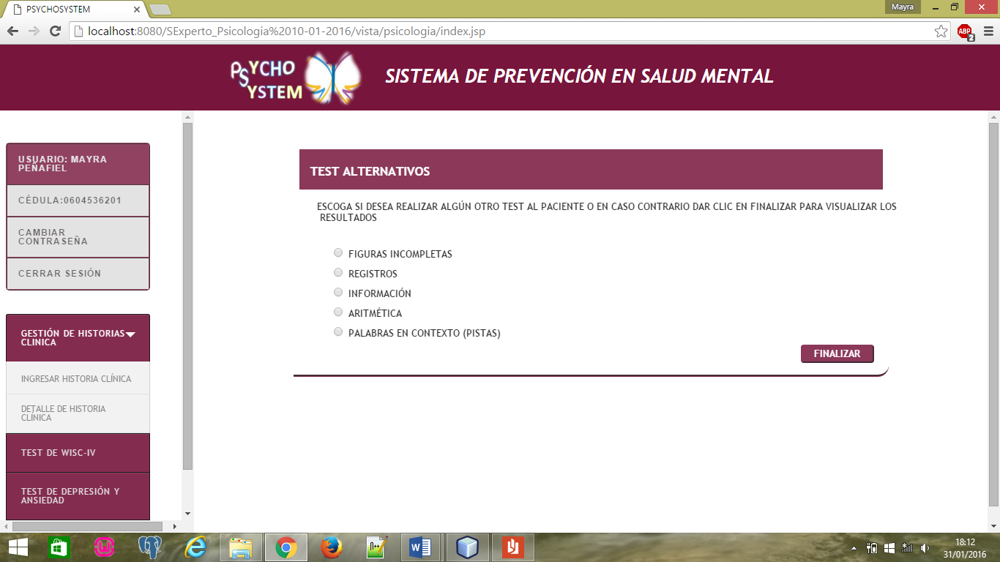 PSYCHOSYSTEM
Mayra
localhost:8080/SExperto_Psicologia%2010-01-2016/vista/psicologia/index.jsp
ABP
2
PSYCHO
SYSTEM
SISTEMA DE PREVENCIÓN EN SALUD MENTAL
USUARIO: MAYRA
PEÑAFIEL
CÉDULA:0604536201
CAMBIAR
CONTRASEÑA
CERRAR SESIÓN
GESTIÓN DE HISTORIAS
CLINICA
INGRESAR HISTORIA CLÍNICA
DETALLE DE HISTORIA
CLÍNICA
TEST DE WISC-IV
TEST DE DEPRESIÓN Y
ANSIEDAD
TEST ALTERNATIVOS
ESCOGA SI DESEA REALIZAR ALGÚN OTRO TEST AL PACIENTE O EN CASO CONTRARIO DAR CLIC EN FINALIZAR PARA VISUALIZAR LOS
RESULTADOS
FIGURAS INCOMPLETAS
REGISTROS
INFORMACIÓN
ARITMÉTICA
PALABRAS EN CONTEXTO (PISTAS)
FINALIZAR
18:12
31/01/2016